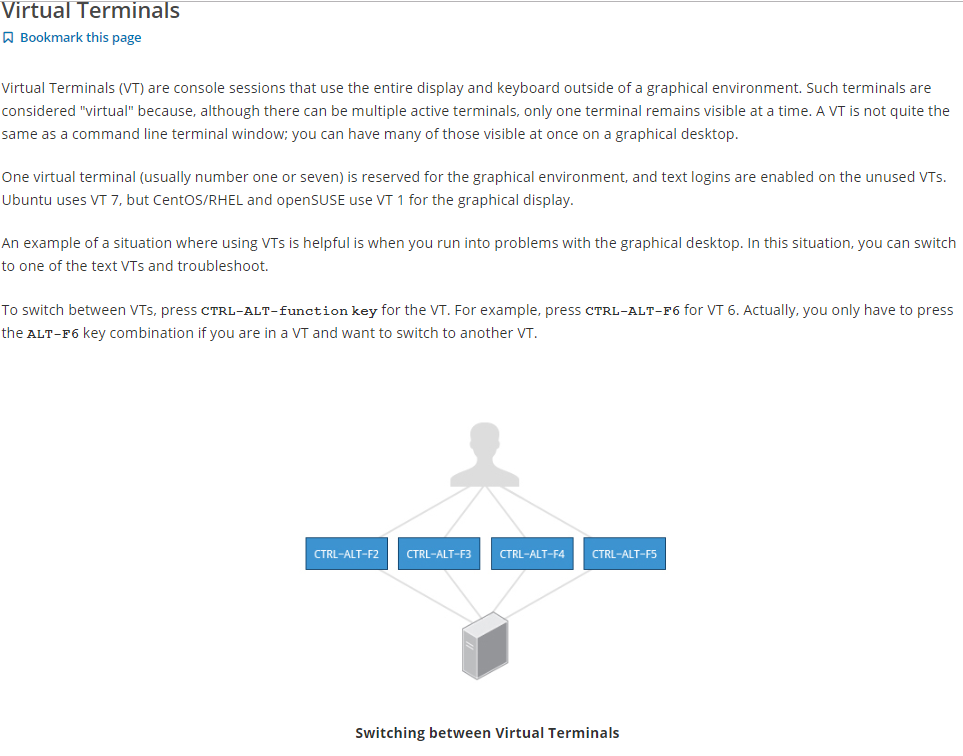 Virtual Terminals
Bookmark this page
Virtual Terminals (VT) are console sessions that use the entire display and keyboard outside of a graphical environment. Such terminals are
considered "virtual" because, although there can be multiple active terminals, only one terminal remains visible at a time. A VT is not quite the
same as a command line terminal window; you can have many of those visible at once on a graphical desktop.
One virtual terminal (usually number one or seven) is reserved for the graphical environment, and text logins are enabled on the unused VTs.
Ubuntu uses VT 7, but CentOS/RHEL and openSUSE use VT 1 for the graphical display.
An example of a situation where using VTs is helpful is when you run into problems with the graphical desktop. In this situation, you can switch
to one of the text VTs and troubleshoot.
To switch between VTs, press CTRL-ALT-function key for the VT. For example, press CTRL-ALT-F6 for VT 6. Actually, you only have to press
the ALT-F6 key combination if you are in a VT and want to switch to another VT.
CTRL-ALT-F2 CTRL-ALT-F3 CTRL-ALT-F4 CTRL-ALT-F5
Switching between Virtual Terminals